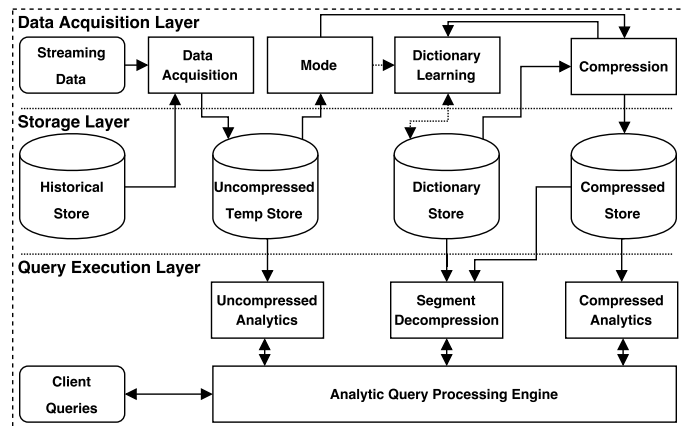 Data Acquisition Layer
Streaming
Data
Data
Acquisition
Mode
Dictionary
Learning
Compression
Storage Layer
Historical
Store
Uncompressed
Temp Store
Dictionary
Store
Compressed
Store
Query Execution Layer
Uncompressed
Analytics
Segment
Decompression
Compressed
Analytics
Client
Queries
Analytic Query Processing Engine